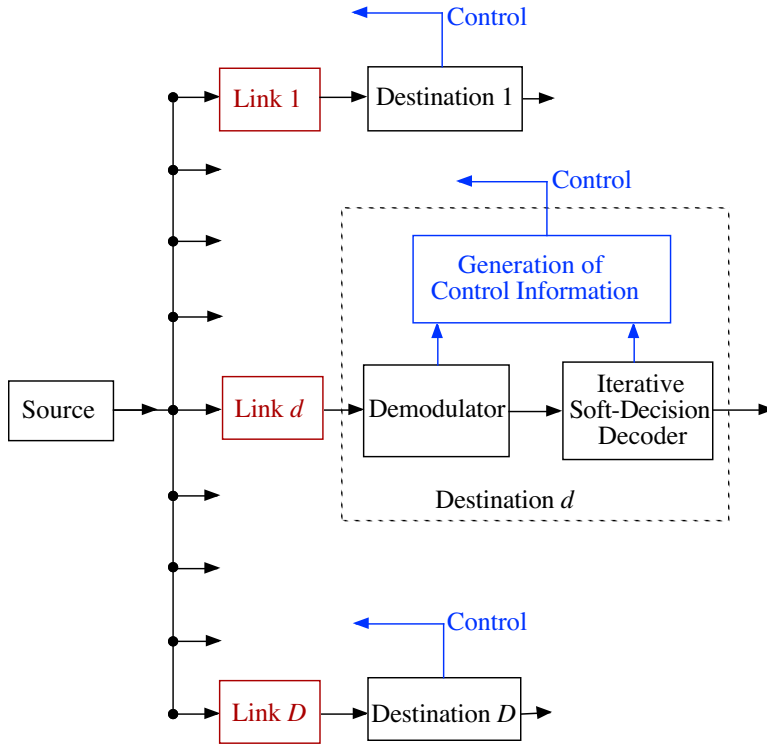 Control
Link 1
Destination 1
Control
Generation of
Control Information
Source
Link d
Demodulator
Iterative
Soft-Decision
Decoder
Destination d
Control
Link D
Destination D